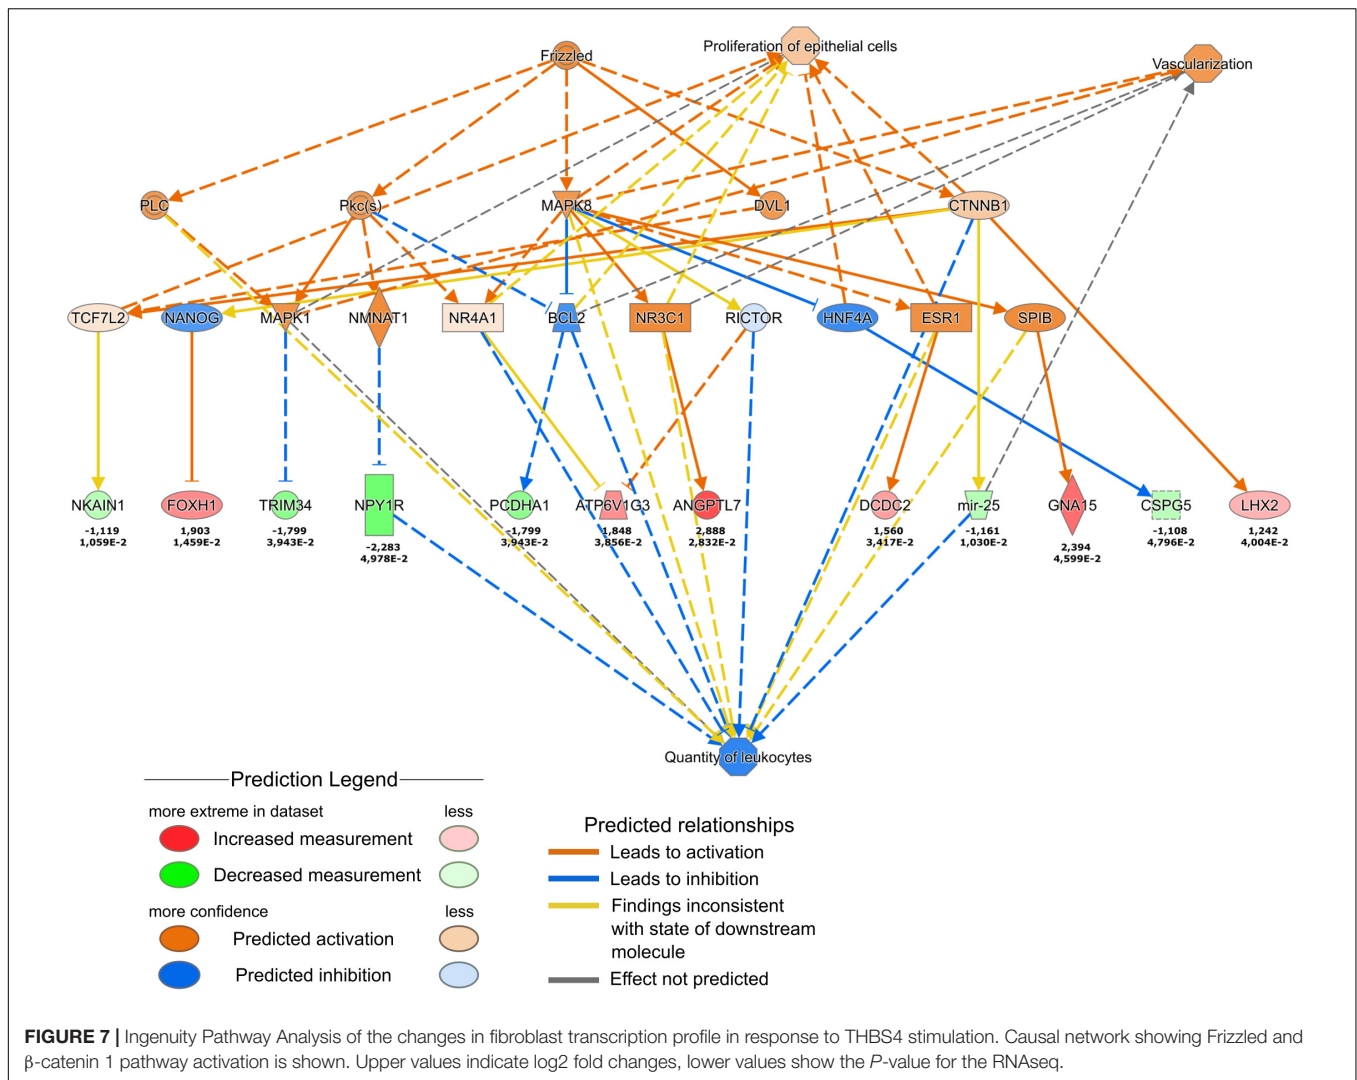 Frizzled
Proliferation of epithelial cells
Vascularization
PLC
Pkc(s)
MAPK8
DVL1
CTNNB1
TCF7L2
NANOG
MAPK1
NMNAT1
NR4A1
BCL2
NR3C1
RICTOR
HNF4A
ESR1
SPIB
NKAIN1
-1,119
1,059E-2
FOXH1
1,903
1,459E-2
TRIM34
-1,799
3,943E-2
NPY1R
-2,283
4,978E-2
PCDHA1
-1,799
3,943E-2
ATP6V1G3
1,848
3,856E-2
ANGPTL7
2,888
2,832E-2
DCDC2
1,560
3,417E-2
mir-25
-1,161
1,030E-2
GNA15
2,394
4,599E-2
CSPG5
-1,108
4,796E-2
LHX2
1,242
4,004E-2
Quantity of leukocytes
Prediction Legend
more extreme in dataset less
Increased measurement
Decreased measurement
more confidence less
Predicted activation
Predicted inhibition
Predicted relationships
Leads to activation
Leads to inhibition
Findings inconsistent
with state of downstream
molecule
Effect not predicted
FIGURE 7 | Ingenuity Pathway Analysis of the changes in fibroblast transcription profile in response to THBS4 stimulation. Causal network showing Frizzled and
β-catenin 1 pathway activation is shown. Upper values indicate log2 fold changes, lower values show the P-value for the RNAseq.